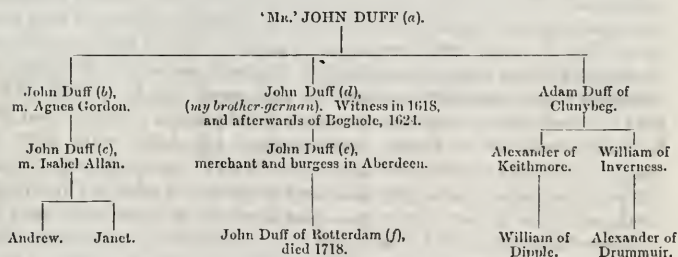 'Mr.' JOHN DUFF (a).
John Duff (b),
m. Agnes Gordon.
John Duff (d),
(my brother-german). Witness in 1618,
and afterwards of Boghole, 1624.
Adam Duff of
Clunybeg.
John Duff (c),
m. Isabel Allan.
John Duff (e),
merchant and burgess in Aberdeen.
Alexander of
Keithmore.
William of
Inverness.
Andrew.
Janet.
John Duff of Rotterdam (f),
died 1718.
William of
Dipple.
Alexander of
Drummuir.